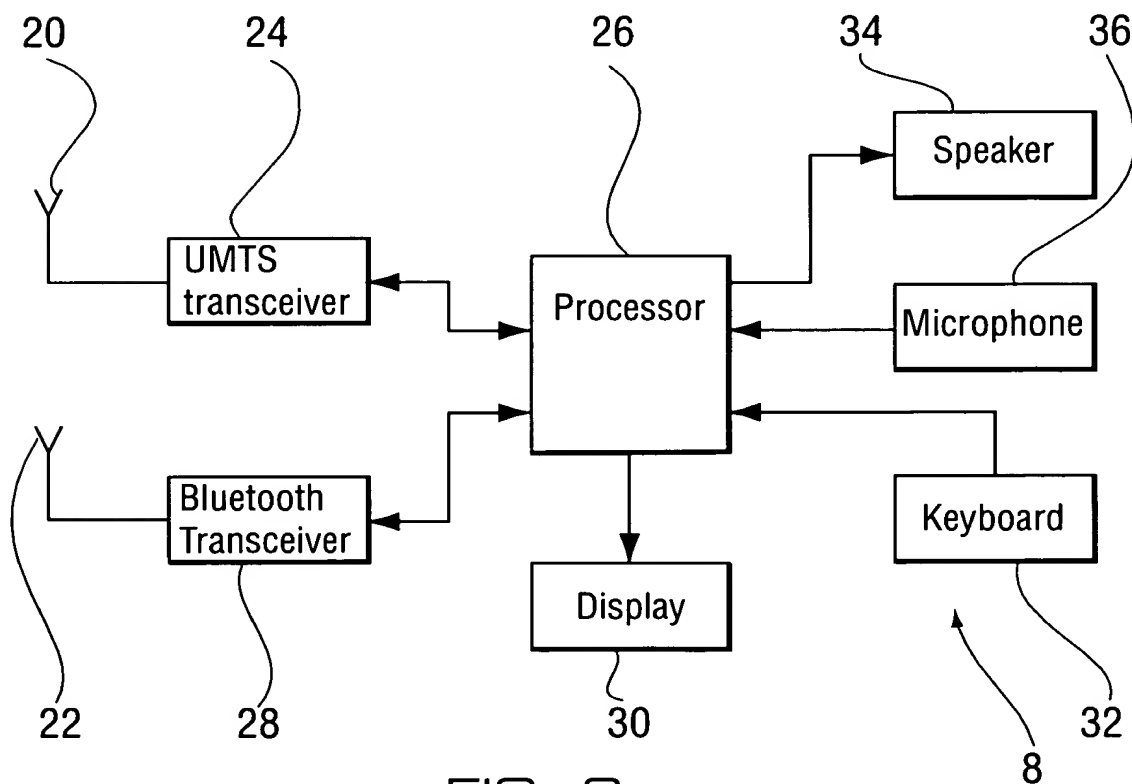 20
24
26
34
36
Speaker
UMTS
transceiver
Processor
Microphone
Bluetooth
Transceiver
Keyboard
Display
22
28
30
32
8